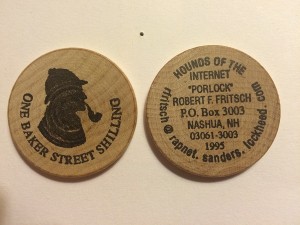 ONE BAKER STREET SHILLING
HOUNDS OF THE
INTERNET
"PORLOCK"
ROBERT F. FRITSCH
P.O. Box 3003
NASHUA, NH
03061-3003
1995
rfritsch@rapnet.sanders.lockheed.com